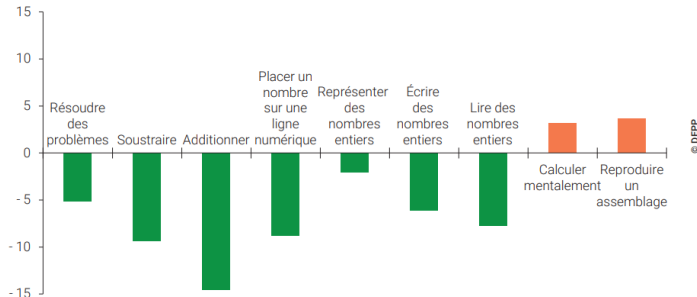 15
10
5
0
- 5
- 10
- 15
Résoudre
des
problèmes
Soustraire
Additionner
Placer un
nombre
sur une
ligne
numérique
Représenter
des
nombres
entiers
Écrire
des
nombres
entiers
Lire des
nombres
entiers
Calculer
mentalement
Reproduire
un
assemblage
© DEPP